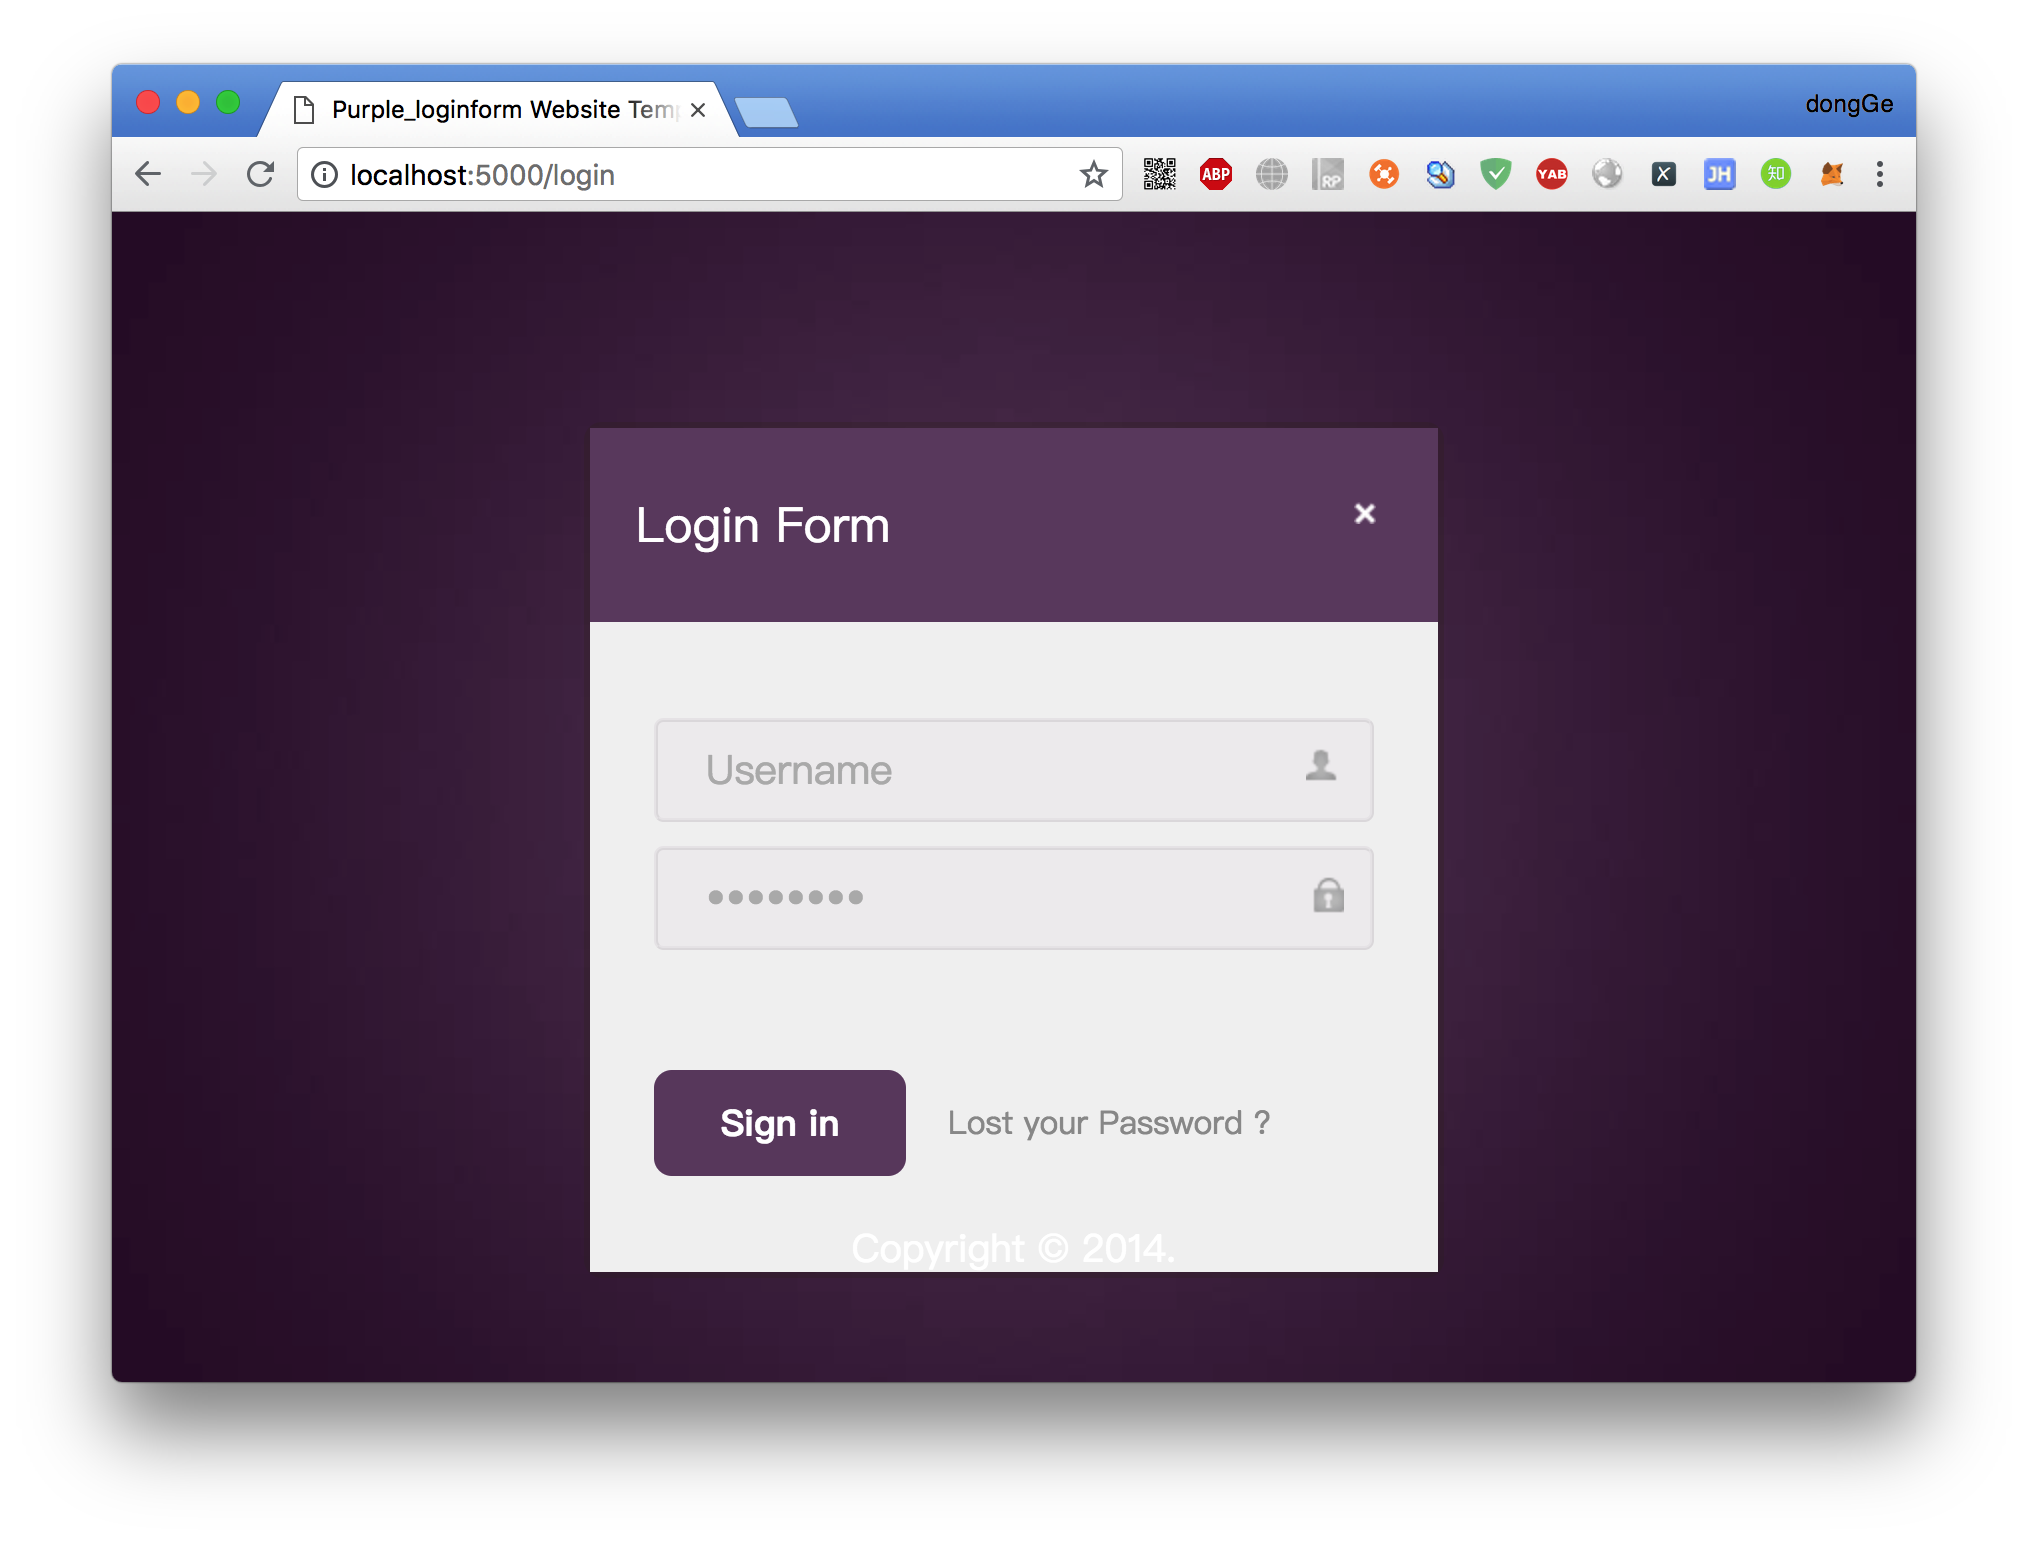 Purple_loginform Website Temp
dongGe
localhost:5000/login
ABP
RP
YAB
X
JH
知
Login Form
Username
Sign in
Lost your Password ?
Copyright © 2014.